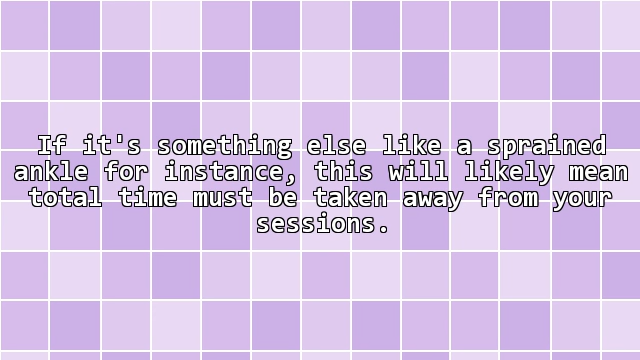 If it's something else like a sprained
ankle for instance, this will likely mean
total time must be taken away from your
sessions.